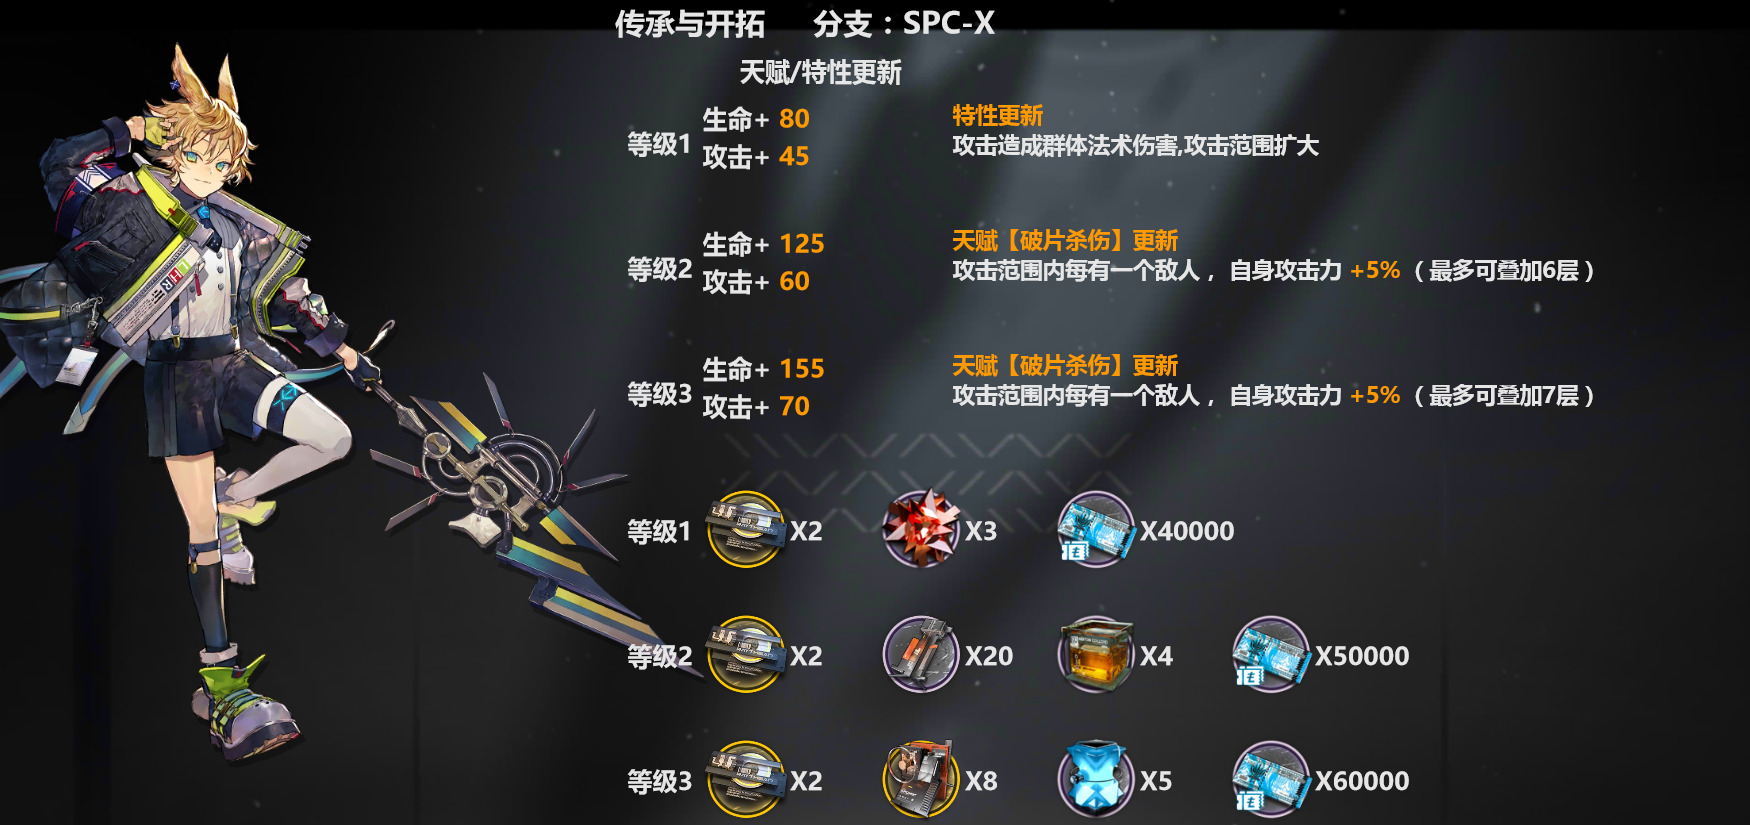 传承与开拓 分支：SPC-X
天赋/特性更新
等级1
生命+ 80
攻击+ 45
特性更新
攻击造成群体法术伤害,攻击范围扩大
等级2
生命+ 125
攻击+ 60
天赋【破片杀伤】更新
攻击范围内每有一个敌人，自身攻击力 +5%（最多可叠加6层）
等级3
生命+ 155
攻击+ 70
天赋【破片杀伤】更新
攻击范围内每有一个敌人，自身攻击力 +5%（最多可叠加7层）
等级1 X2 X3 X40000
等级2 X2 X20 X4 X50000
等级3 X2 X8 X5 X60000